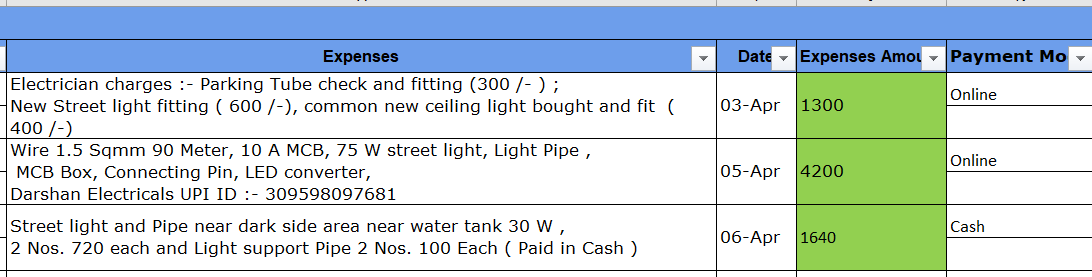 Expenses Date Expenses Amou Payment Mo
Electrician charges :- Parking Tube check and fitting (300 /- ) ;
New Street light fitting ( 600 /-), common new ceiling light bought and fit (
400 /-)
03-Apr 1300 Online
Wire 1.5 Sqmm 90 Meter, 10 A MCB, 75 W street light, Light Pipe ,
MCB Box, Connecting Pin, LED converter,
Darshan Electricals UPI ID :- 309598097681
05-Apr 4200 Online
Street light and Pipe near dark side area near water tank 30 W ,
2 Nos. 720 each and Light support Pipe 2 Nos. 100 Each ( Paid in Cash )
06-Apr 1640 Cash